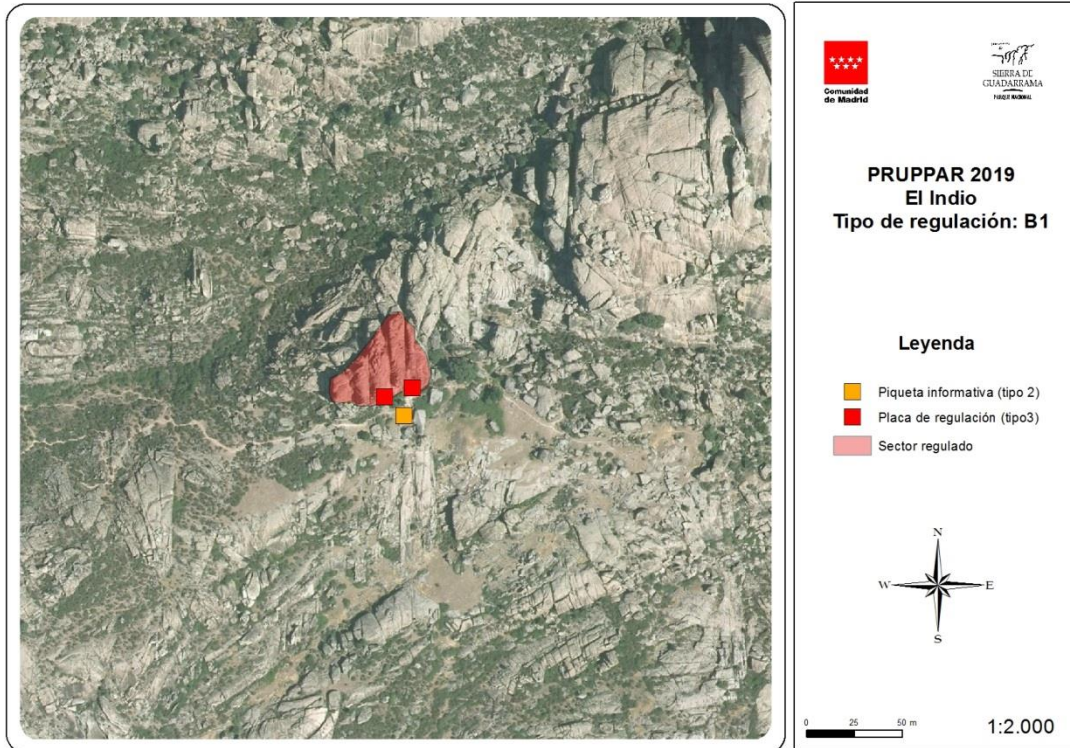 Comunidad
de Madrid
SIERRA DE
GUADARRAMA
PARQUE NACIONAL
PRUPPAR 2019
El Indio
Tipo de regulación: B1
Leyenda
Piqueta informativa (tipo 2)
Placa de regulación (tipo3)
Sector regulado
N
W
E
S
0 25 50 m
1:2.000